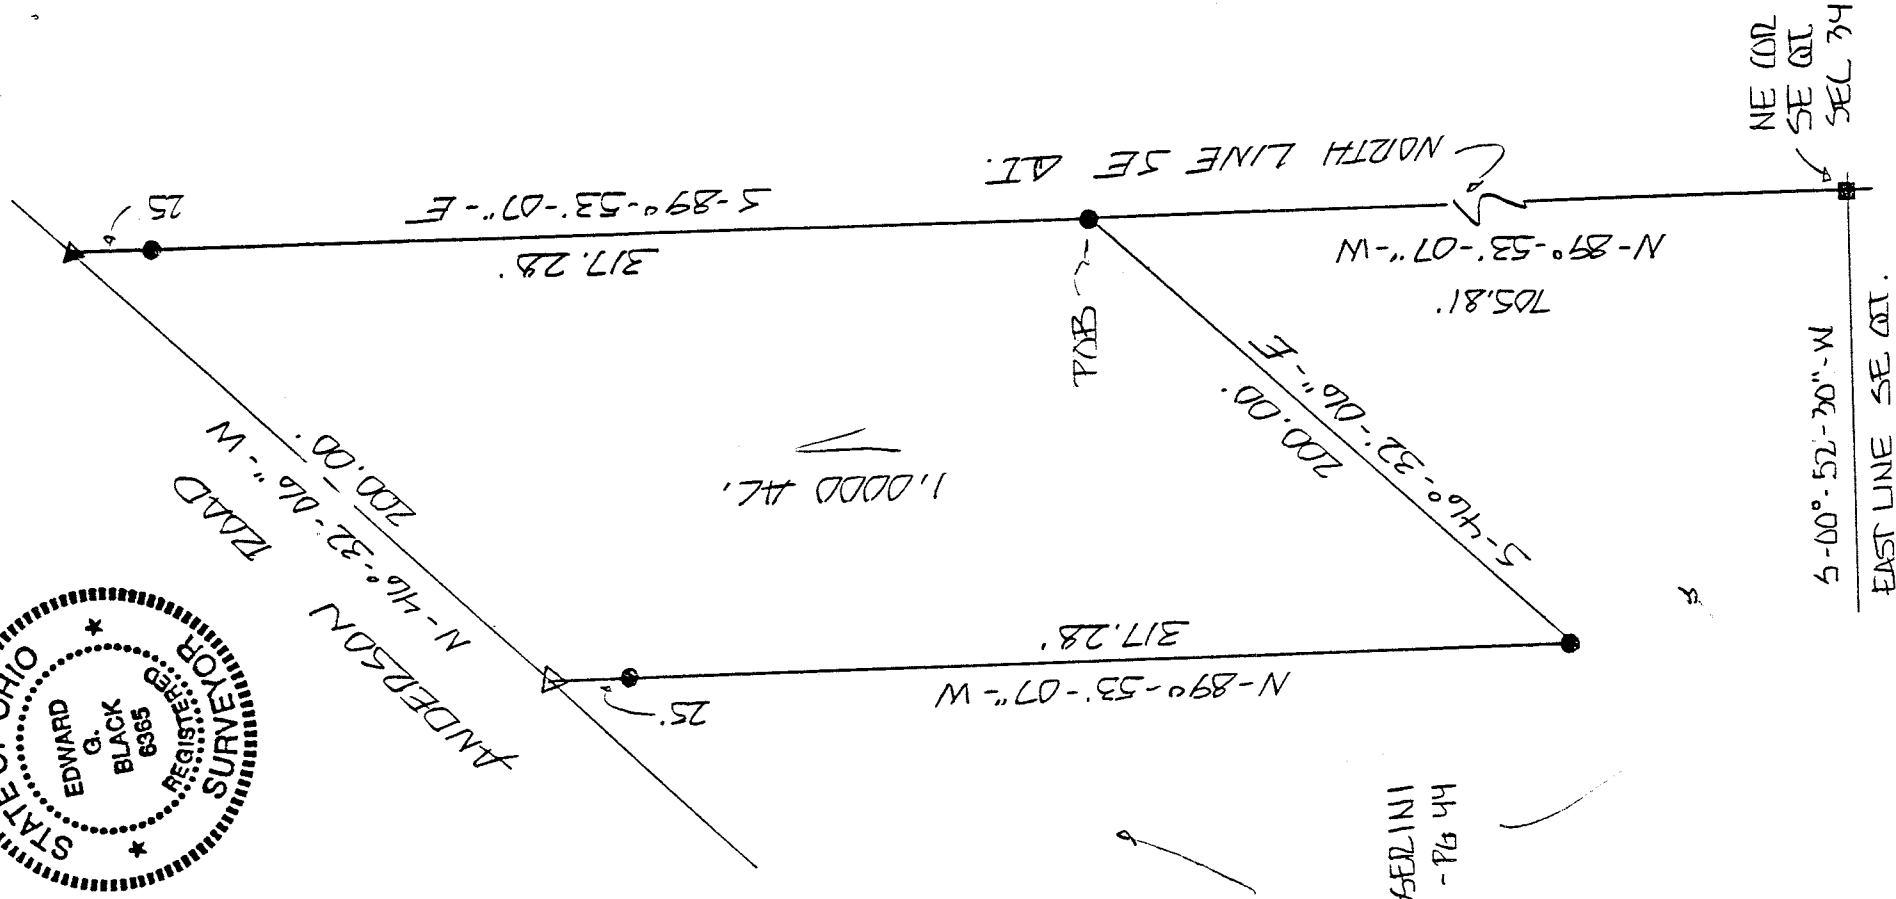 NE COR
SE QT
SEC 34
NORTH LINE SE QT.
25'
S-89°-53'-07"-E
317.28'
N-89°-53'-07"-W
705.81'
POB
S-46°-32'-06"-E
200.00'
1.0000 AC.
N-46°-32'-06"-W
200.00'
ANDERSON ROAD
317.28'
N-89°-53'-07"-W
25'
S-00°-52'-30"-W
EAST LINE SE QT.
SERINI
- PG 44
STATE OF OHIO
EDWARD
G.
BLACK
6365
REGISTERED
SURVEYOR